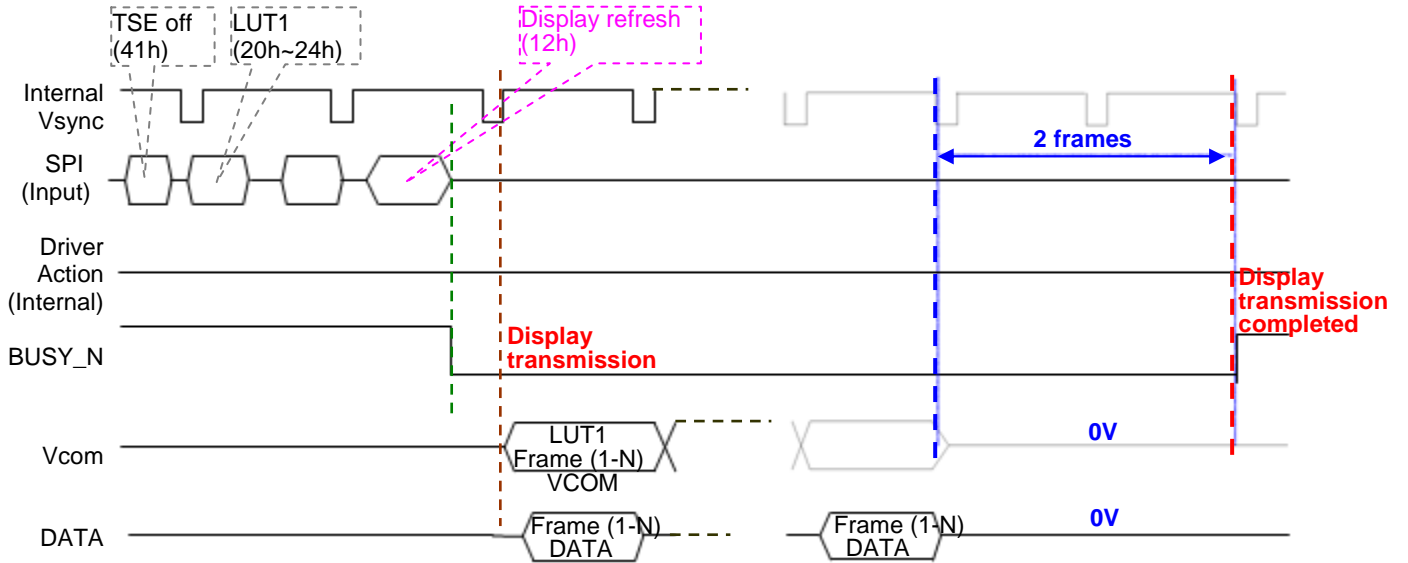 TSE off
(41h)
LUT1
(20h~24h)
Display refresh
(12h)
Internal
Vsync
2 frames
SPI
(Input)
Driver
Action
(Internal)
Display
transmission
completed
BUSY_N
Display
transmission
Vcom
LUT1
Frame (1-N)
VCOM
0V
DATA
Frame (1-N)
DATA
Frame (1-N)
DATA
0V